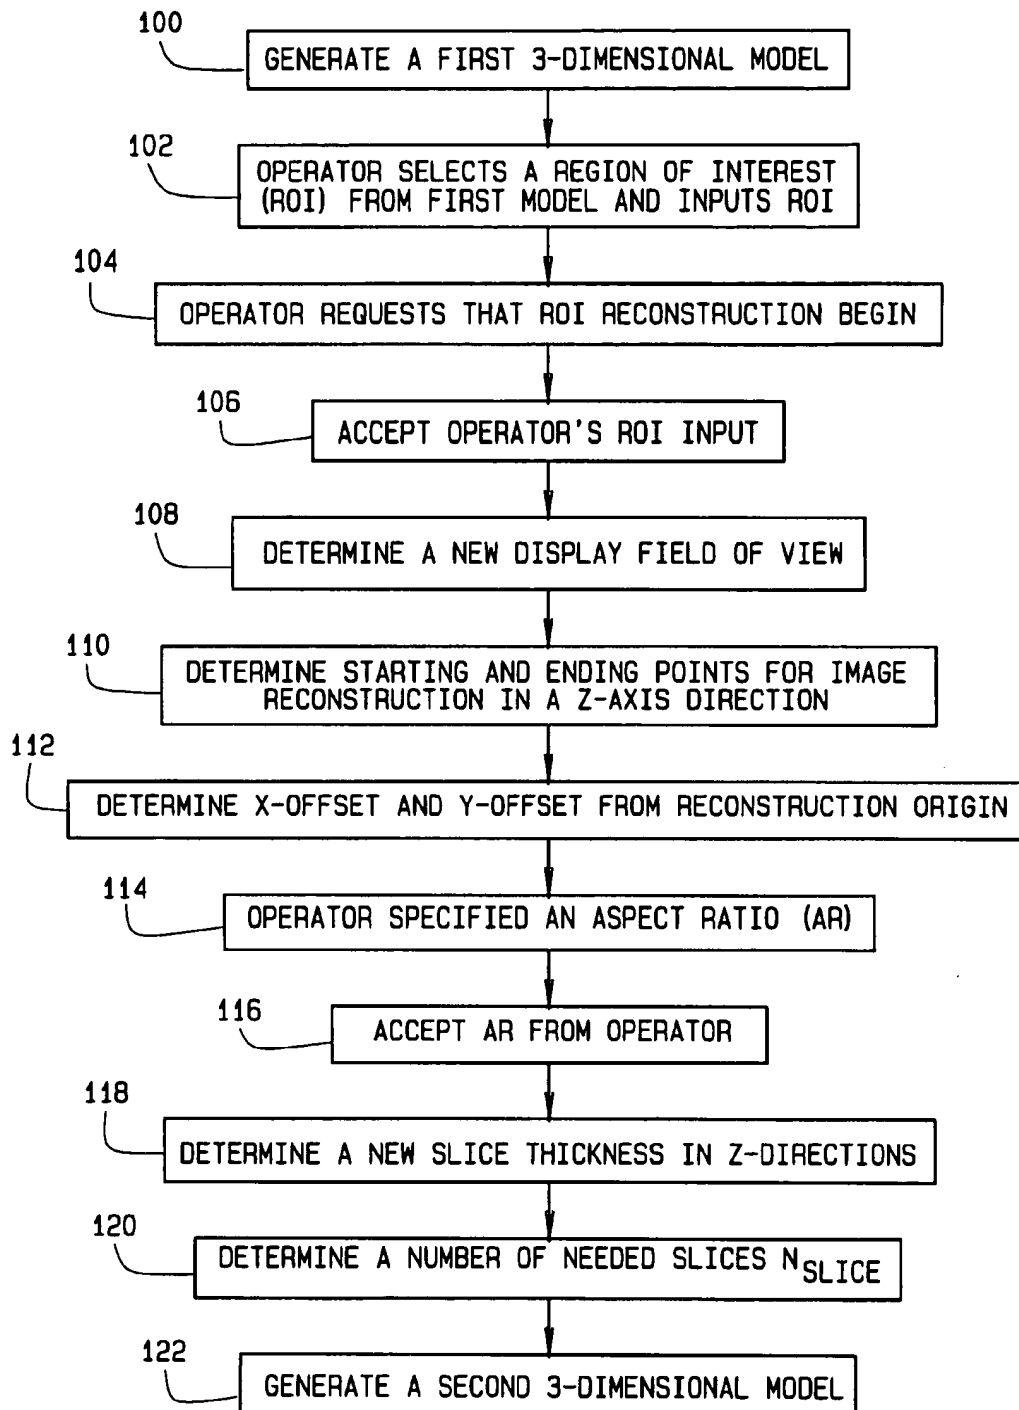 100
GENERATE A FIRST 3-DIMENSIONAL MODEL
102
OPERATOR SELECTS A REGION OF INTEREST
(ROI) FROM FIRST MODEL AND INPUTS ROI
104
OPERATOR REQUESTS THAT ROI RECONSTRUCTION BEGIN
106
ACCEPT OPERATOR'S ROI INPUT
108
DETERMINE A NEW DISPLAY FIELD OF VIEW
110
DETERMINE STARTING AND ENDING POINTS FOR IMAGE
RECONSTRUCTION IN A Z-AXIS DIRECTION
112
DETERMINE X-OFFSET AND Y-OFFSET FROM RECONSTRUCTION ORIGIN
114
OPERATOR SPECIFIED AN ASPECT RATIO (AR)
116
ACCEPT AR FROM OPERATOR
118
DETERMINE A NEW SLICE THICKNESS IN Z-DIRECTIONS
120
DETERMINE A NUMBER OF NEEDED SLICES NSLICE
122
GENERATE A SECOND 3-DIMENSIONAL MODEL